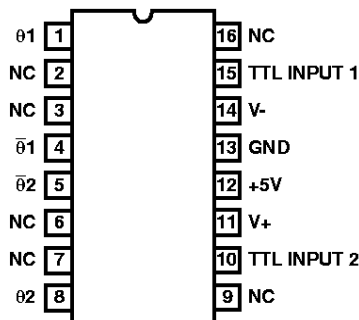 θ1 1 16 NC
NC 2 15 TTL INPUT 1
NC 3 14 V-
θ̅1 4 13 GND
θ̅2 5 12 +5V
NC 6 11 V+
NC 7 10 TTL INPUT 2
θ2 8 9 NC